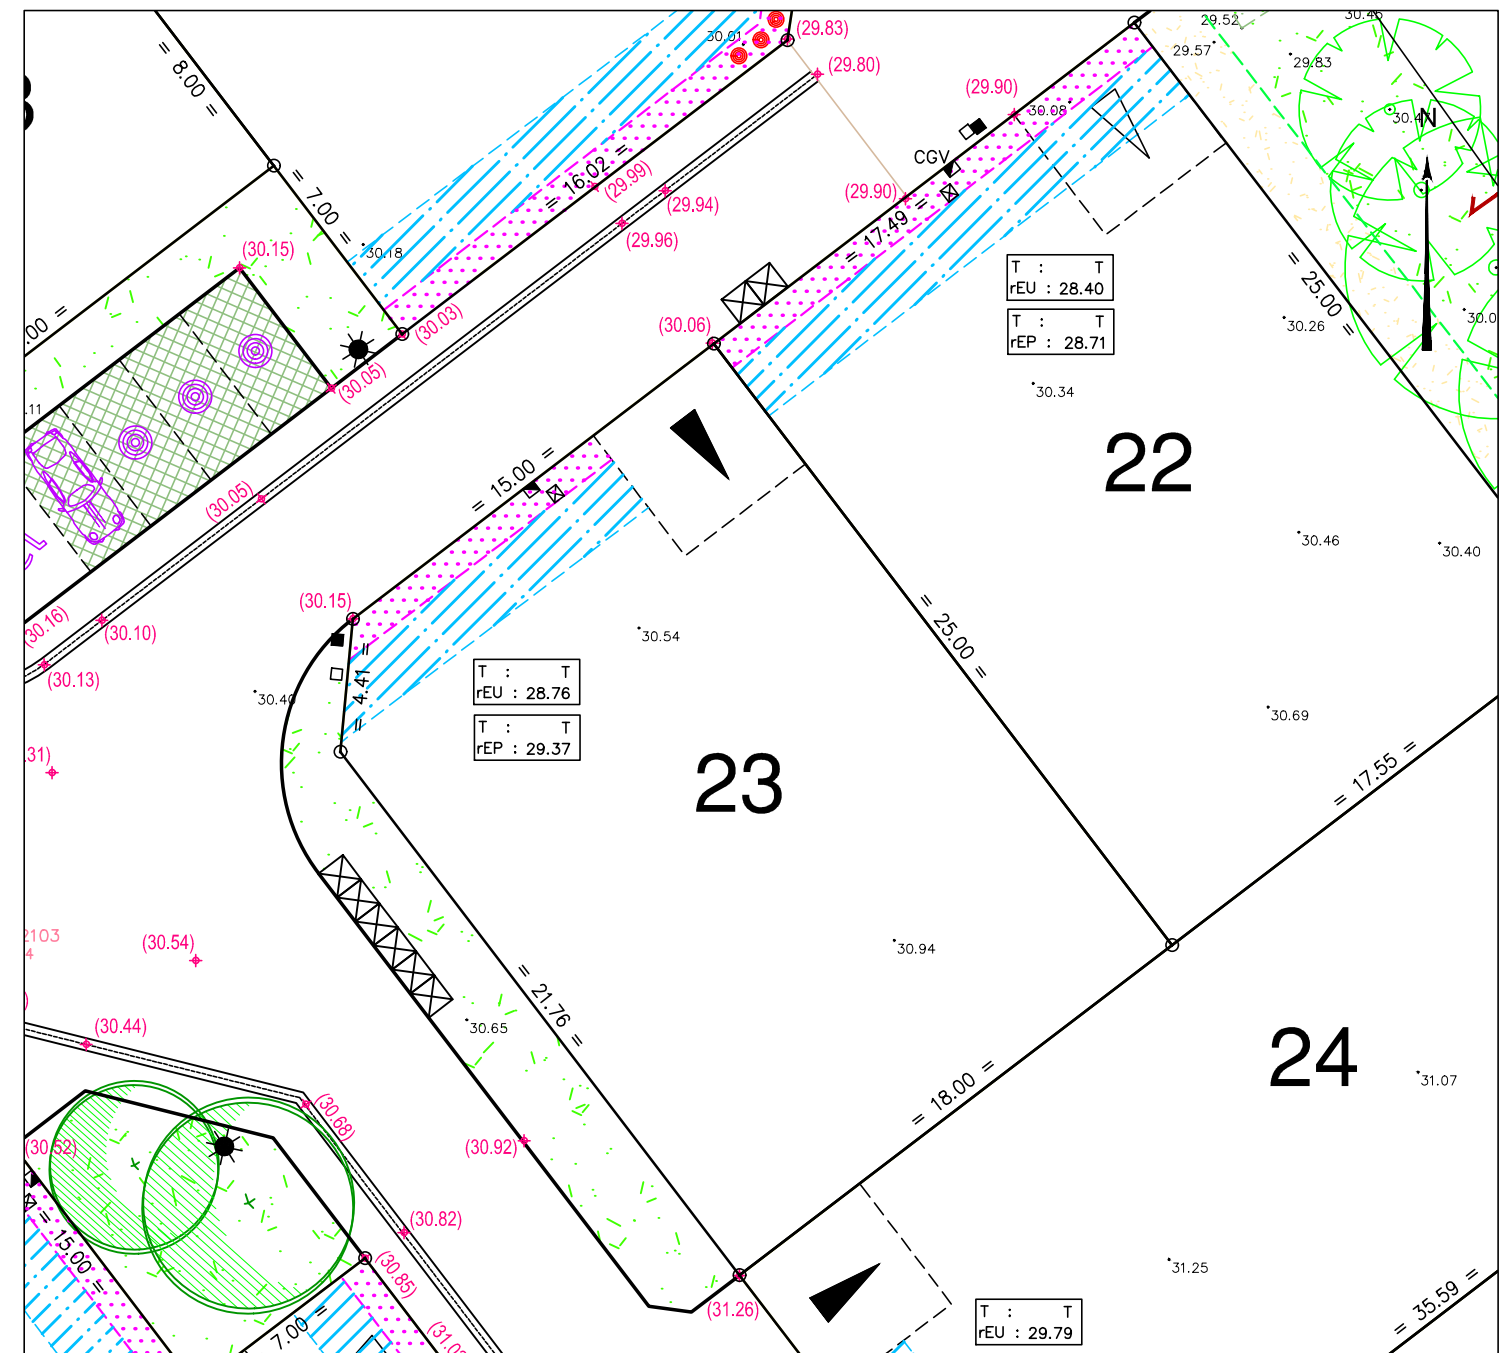 29.52
30.45
(29.83)
30.01
29.57
29.83
= 8.00 =
(29.80)
(29.90)
30.08
N
CGV
= 16.02 =
(29.99)
(29.94)
(29.90)
= 7.00 =
(29.96)
= 17.49 =
30.18
(30.15)
T : T
rEU : 28.40
= 25.00 =
(30.03)
(30.06)
30.26
T : T
rEP : 28.71
.00 =
(30.05)
30.34
.11
22
= 15.00 =
(30.05)
30.46
30.40
(30.15)
(30.16)
(30.10)
30.54
= 25.00 =
(30.13)
= 4.41 =
30.40
T : T
rEU : 28.76
30.69
T : T
rEP : 29.37
.31)
23
= 17.55 =
2103
4
(30.54)
30.94
30.65
= 21.76 =
(30.44)
24
= 18.00 =
31.07
(30.68)
(30.52)
(30.92)
(30.82)
= 15.00 =
31.25
(30.85)
(31.26)
T : T
rEU : 29.79
7.00 =
= 35.59 =